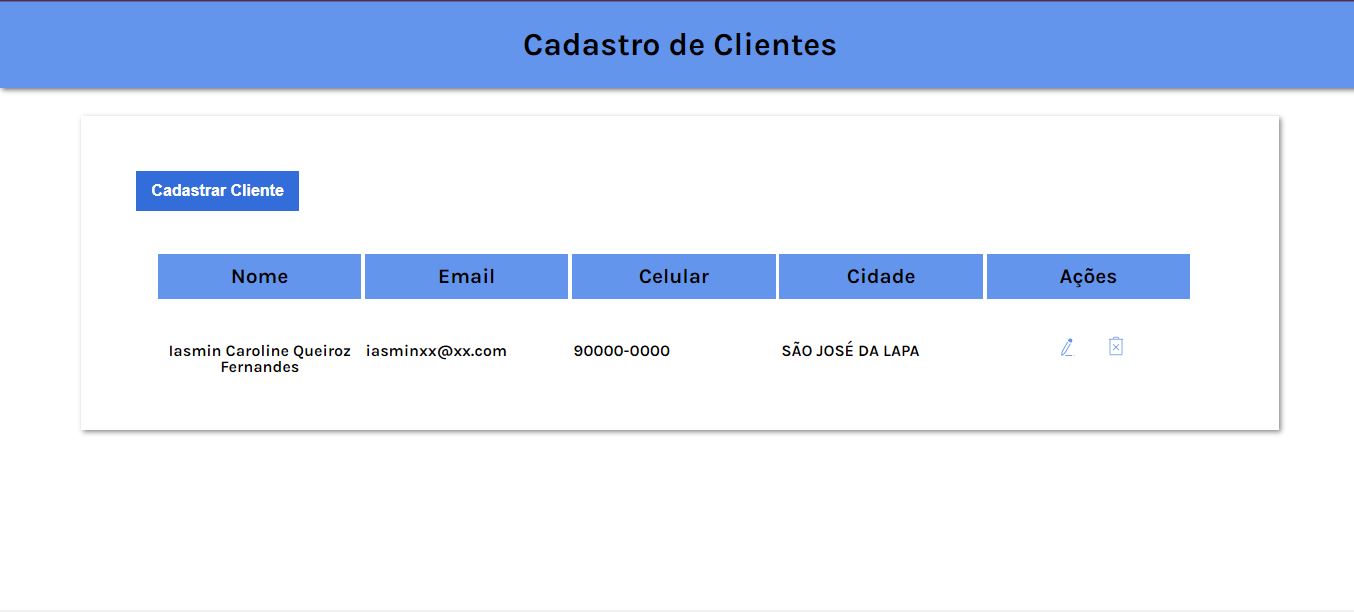 Cadastro de Clientes
Cadastrar Cliente
Nome Email Celular Cidade Ações
Iasmin Caroline Queiroz iasminxx@xx.com 90000-0000 SÃO JOSÉ DA LAPA
Fernandes